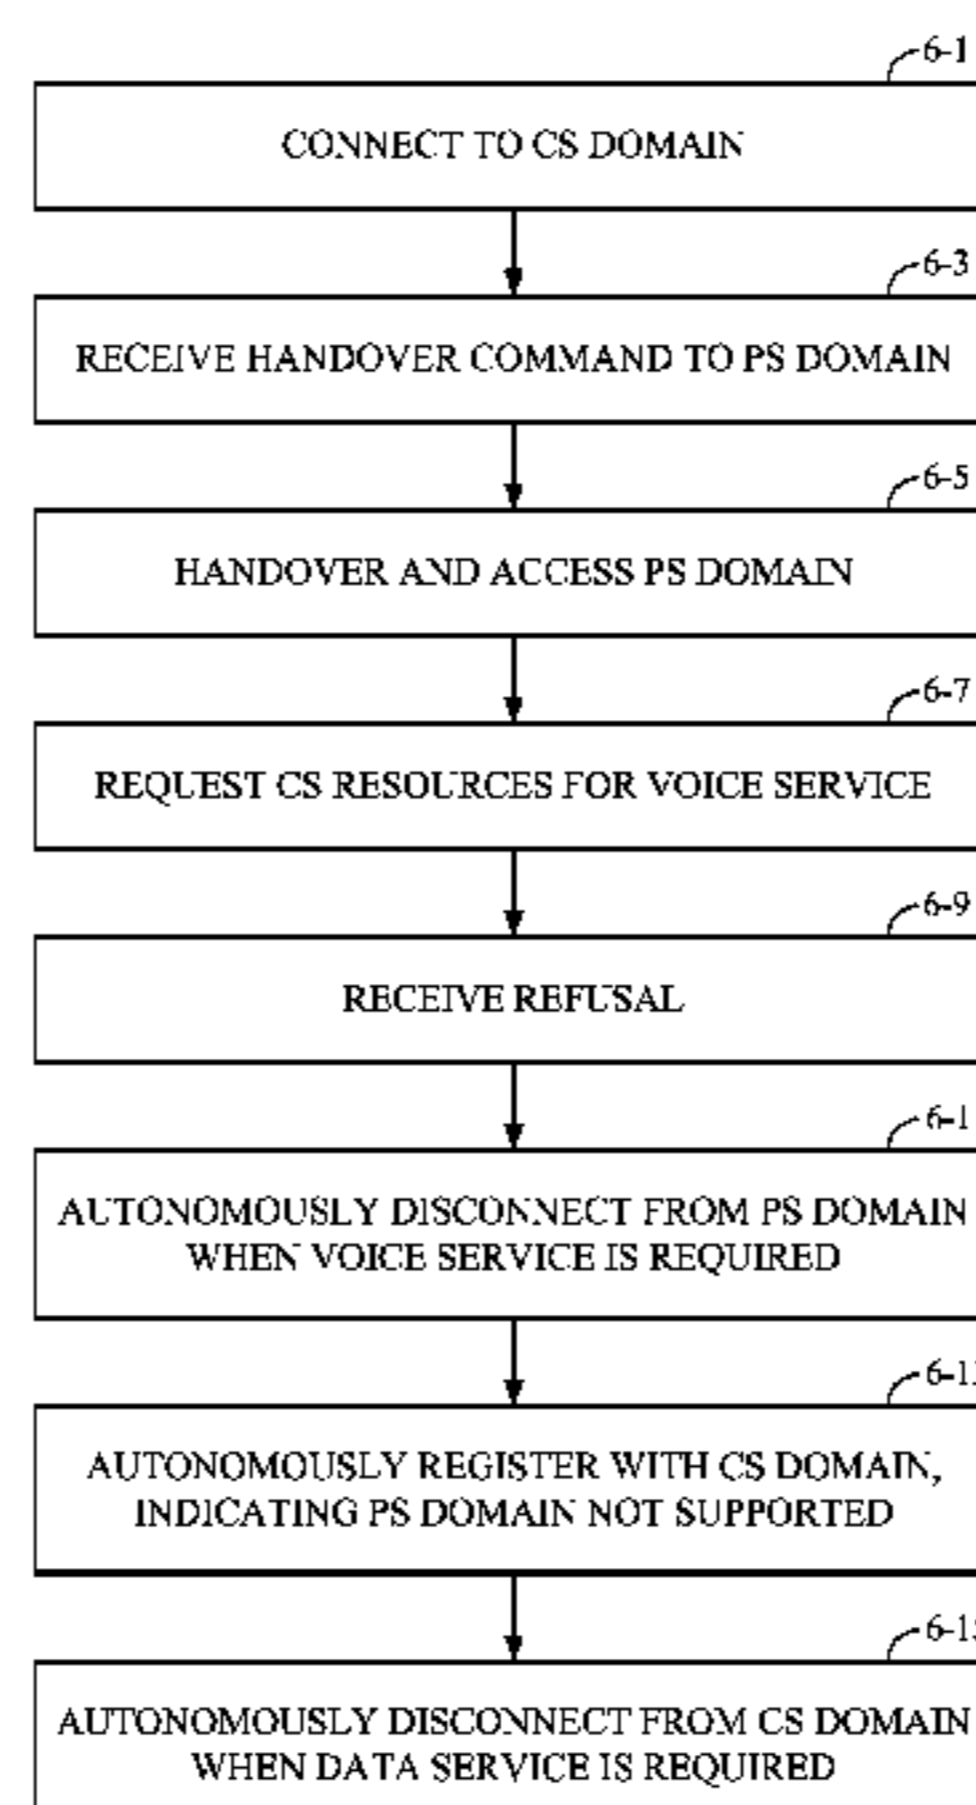 6-1
CONNECT TO CS DOMAIN
6-3
RECEIVE HANDOVER COMMAND TO PS DOMAIN
6-5
HANDOVER AND ACCESS PS DOMAIN
6-7
REQUEST CS RESOURCES FOR VOICE SERVICE
6-9
RECEIVE REFUSAL
6-1
AUTONOMOUSLY DISCONNECT FROM PS DOMAIN
WHEN VOICE SERVICE IS REQUIRED
AUTONOMOUSLY REGISTER WITH CS DOMAIN,
INDICATING PS DOMAIN NOT SUPPORTED
AUTONOMOUSLY DISCONNECT FROM CS DOMAIN
WHEN DATA SERVICE IS REQUIRED